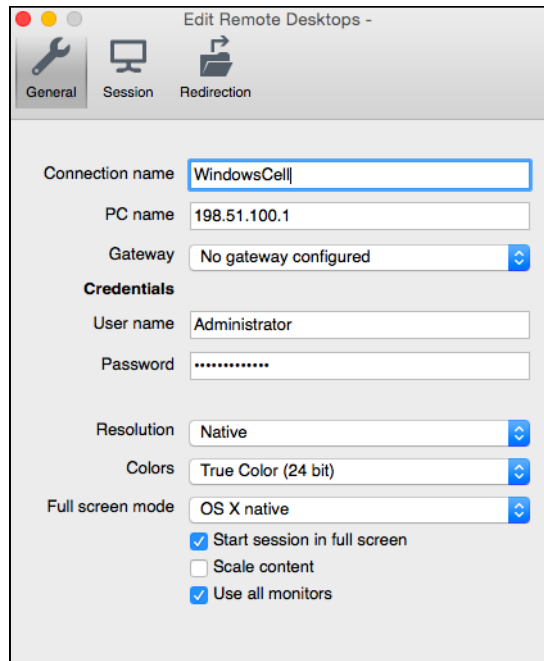 Edit Remote Desktops -
General Session Redirection
Connection name WindowsCell
PC name 198.51.100.1
Gateway No gateway configured
Credentials
User name Administrator
Password •••••••••••••
Resolution Native
Colors True Color (24 bit)
Full screen mode OS X native
Start session in full screen
Scale content
Use all monitors